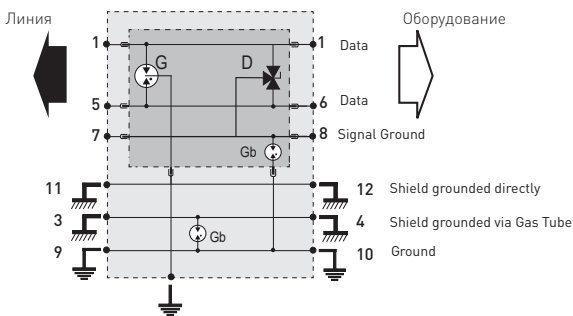 Линия
Оборудование
1
1 Data
G
D
5
6 Data
7
8 Signal Ground
Gb
11
12 Shield grounded directly
3
4 Shield grounded via Gas Tube
Gb
9
10 Ground